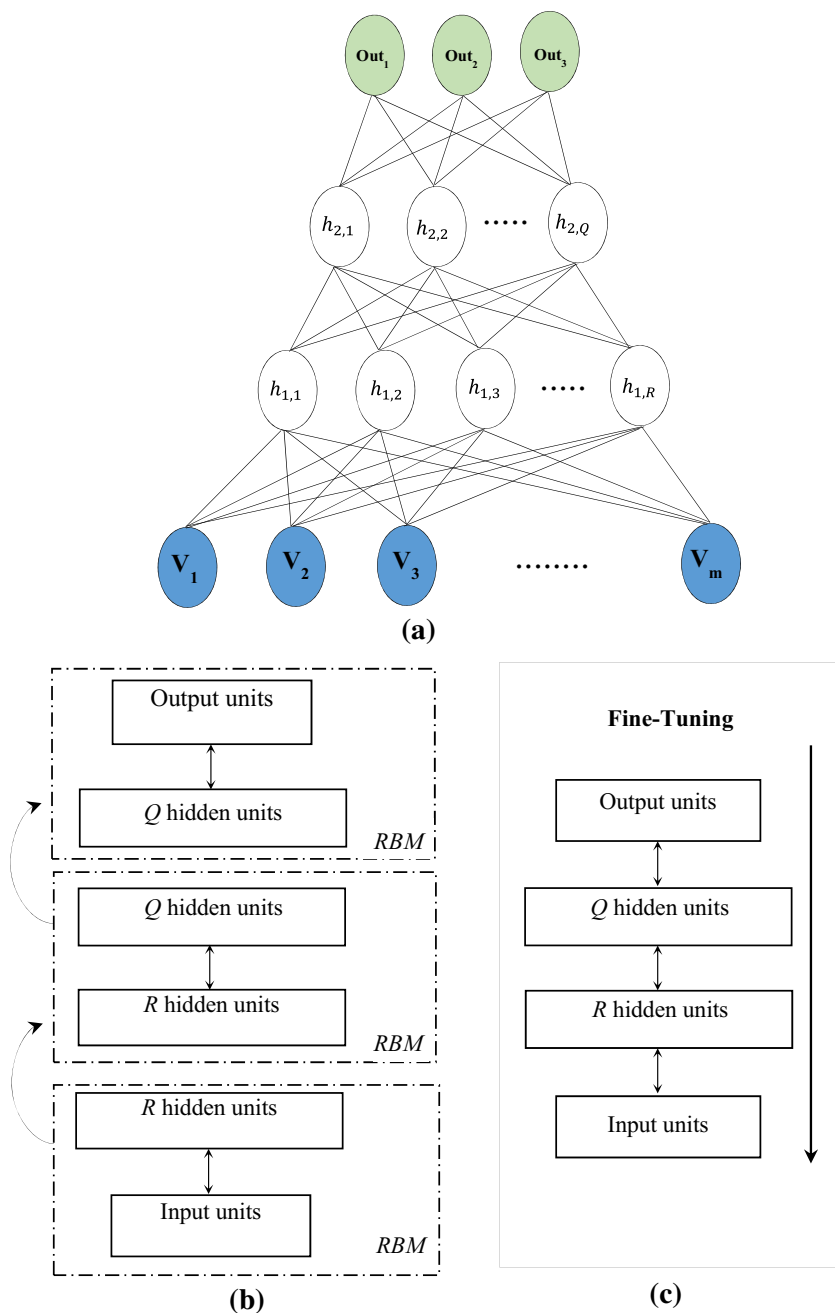 Out₁ Out₂ Out₃
h₂,₁ h₂,₂ ..... h₂,Q
h₁,₁ h₁,₂ h₁,₃ ..... h₁,R
V₁ V₂ V₃ ........ Vₘ
(a)
Output units
Q hidden units
RBM
Q hidden units
R hidden units
RBM
R hidden units
Input units
RBM
(b)
Fine-Tuning
Output units
Q hidden units
R hidden units
Input units
(c)